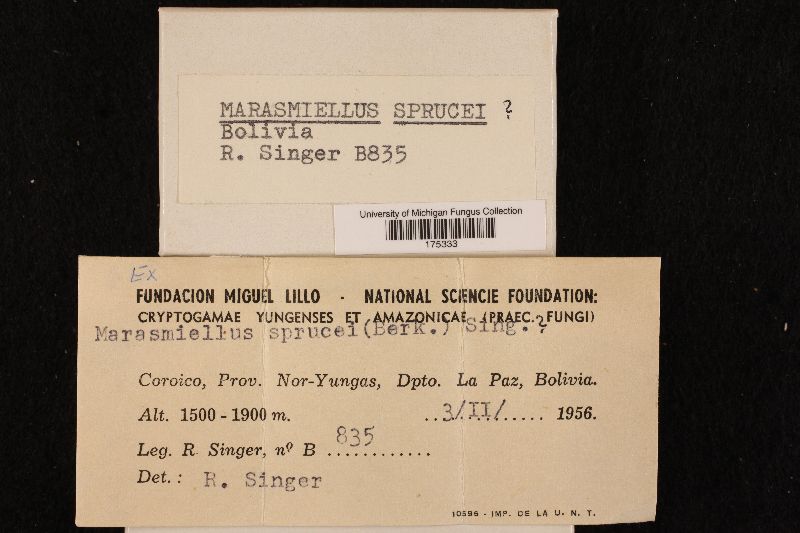 MARASMIELLUS SPRUCEI ?
Bolivia
R. Singer B835
University of Michigan Fungus Collection
175333
Ex
FUNDACION MIGUEL LILLO - NATIONAL SCIENCIE FOUNDATION:
CRYPTOGAMAE YUNGENSES ET AMAZONICAE (PRAEC. FUNGI)
Marasmiellus sprucei (Berk.) Sing. ?
Coroico, Prov. Nor-Yungas, Dpto. La Paz, Bolivia.
Alt. 1500-1900 m. ..3/II/..... 1956.
Leg. R. Singer, nº B 835 ............
Det.: R. Singer
10596 - IMP. DE LA U. N. T.